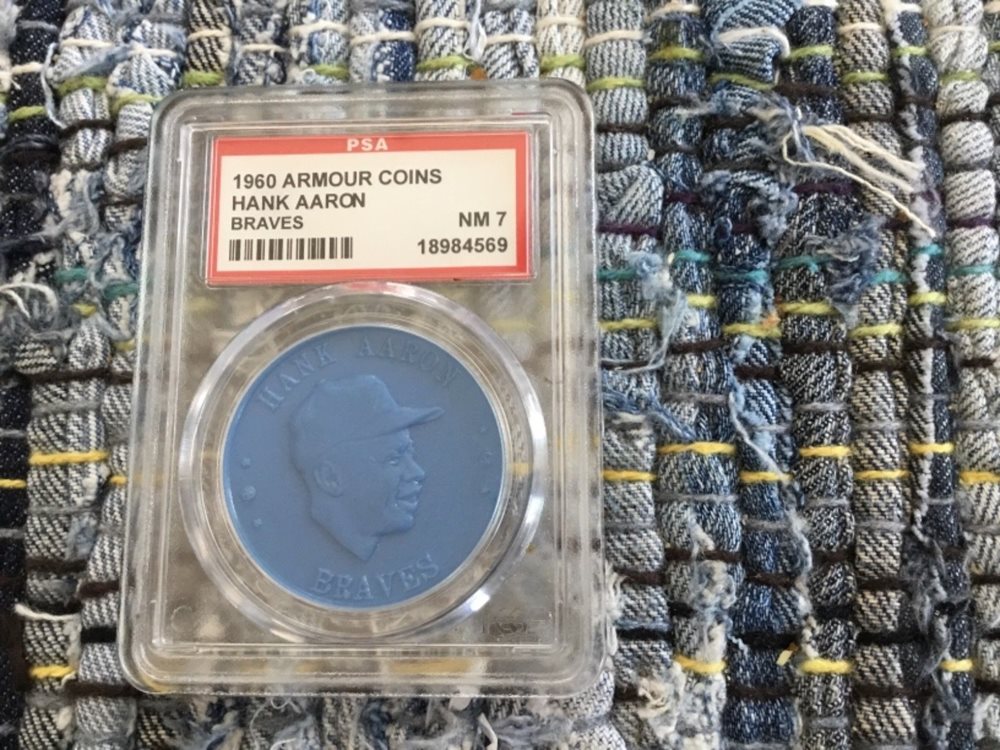 PSA
1960 ARMOUR COINS
HANK AARON
BRAVES NM 7
18984569
HANK AARON
BRAVES